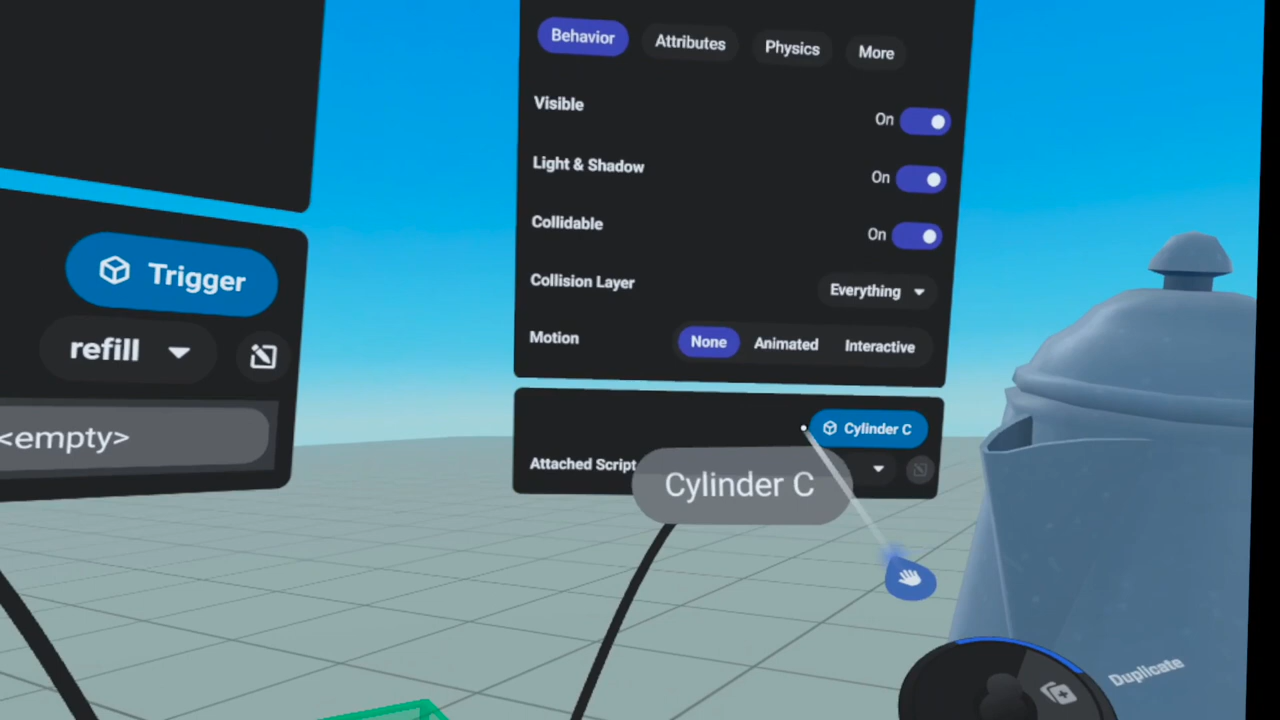 Trigger
refill
<empty>
Behavior Attributes Physics More
Visible On
Light & Shadow On
Collidable On
Collision Layer Everything
Motion None Animated Interactive
Cylinder C
Attached Script
Cylinder C
Duplicate